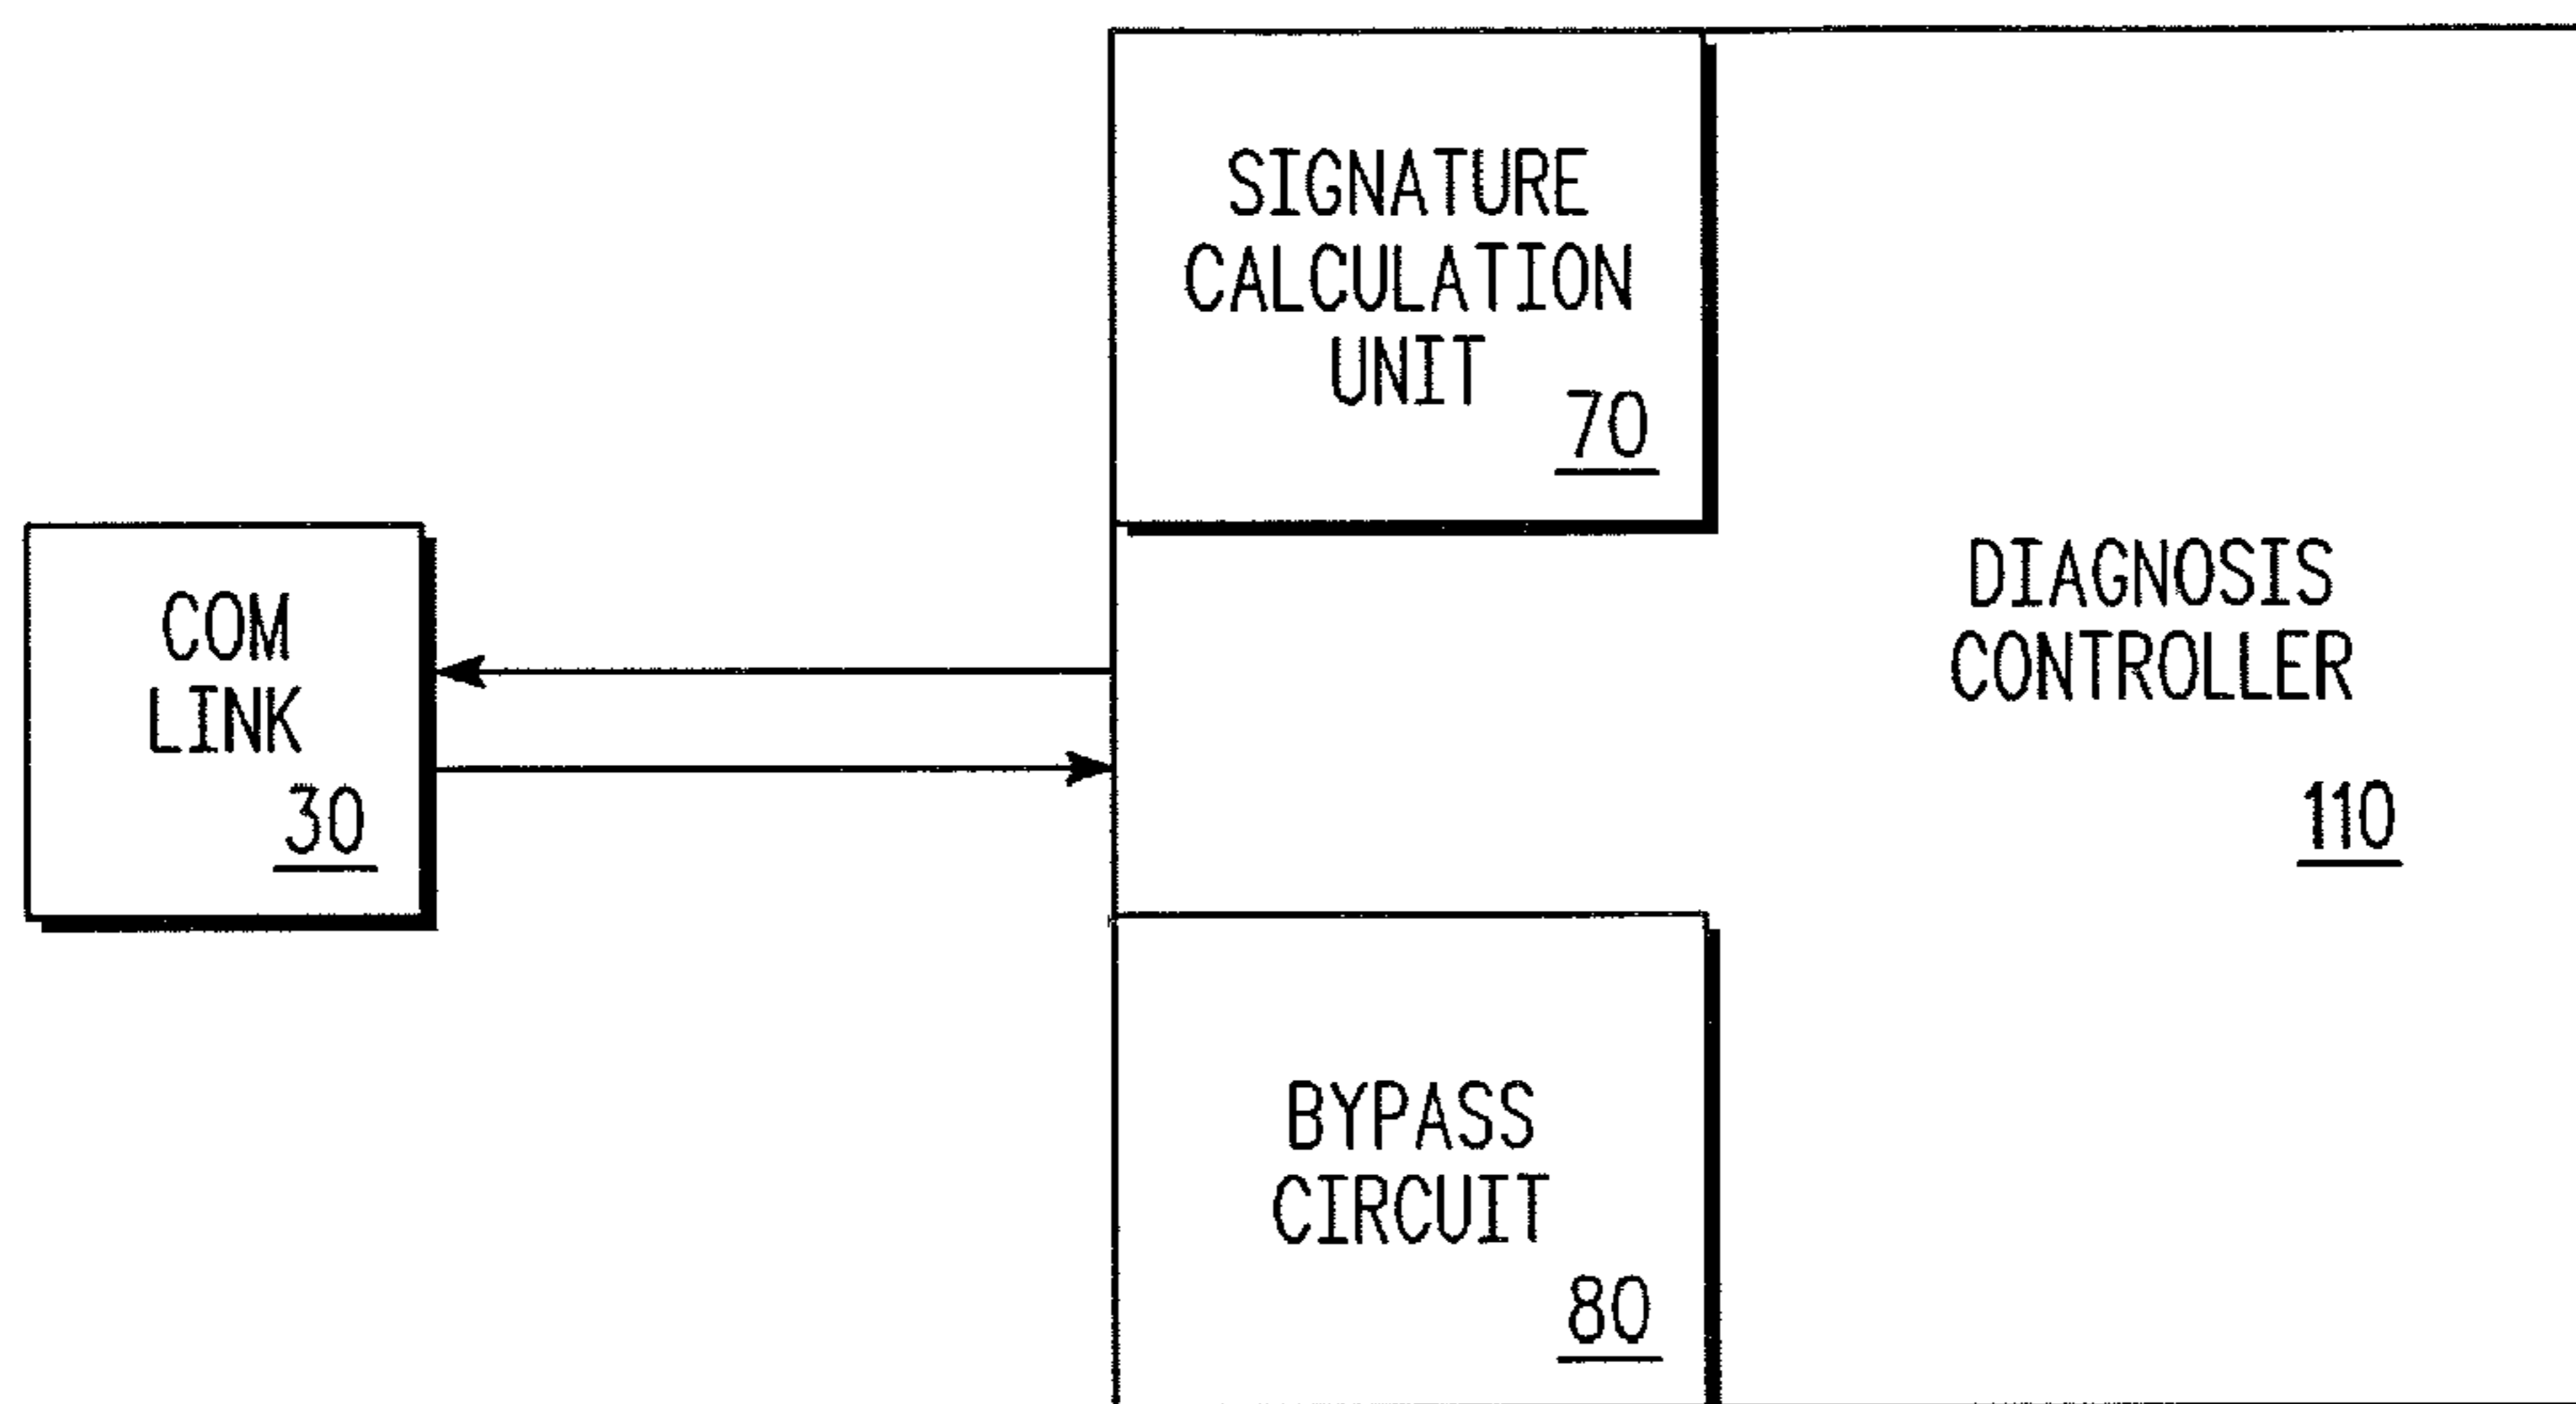 SIGNATURE
CALCULATION
UNIT
70
COM
LINK
30
DIAGNOSIS
CONTROLLER
110
BYPASS
CIRCUIT
80